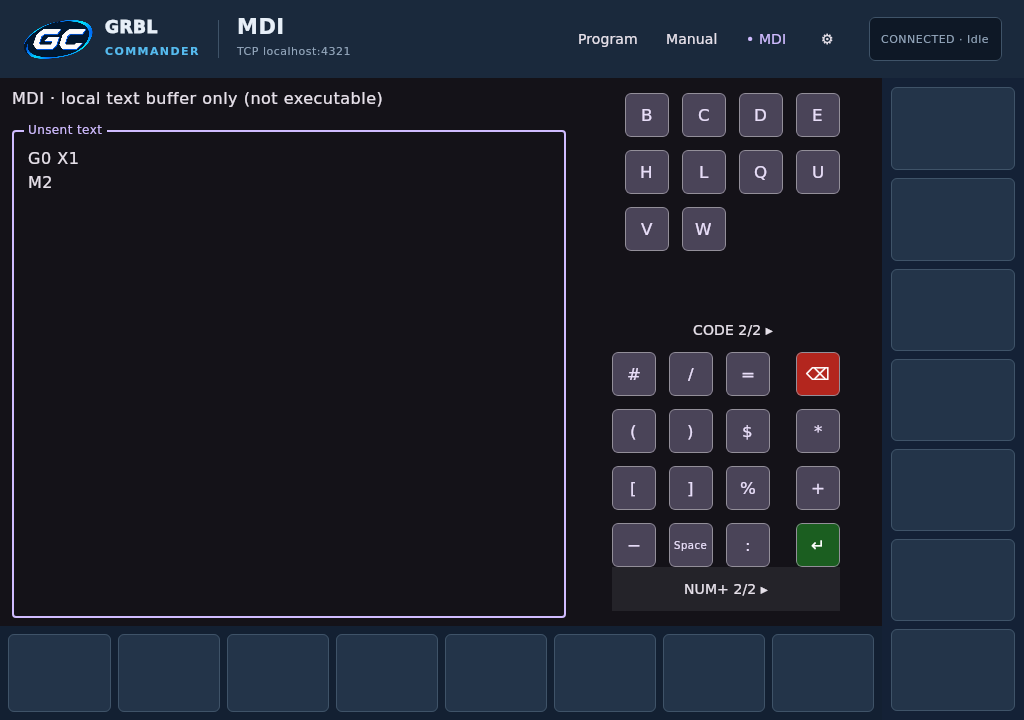 GC
GRBL
COMMANDER
MDI
TCP localhost:4321
Program
Manual
• MDI
⚙
CONNECTED · Idle
MDI · local text buffer only (not executable)
Unsent text
G0 X1
M2
B C D E
H L Q U
V W
CODE 2/2 ▸
# / = ⌫
( ) $ *
[ ] % +
− Space : ↵
NUM+ 2/2 ▸